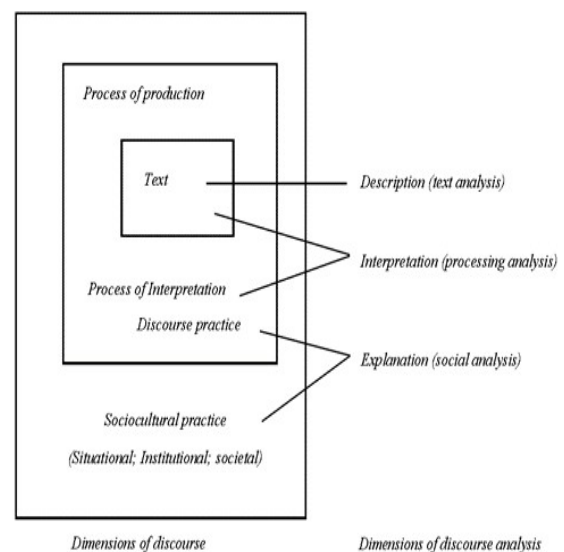 Process of production
Text
Description (text analysis)
Interpretation (processing analysis)
Process of Interpretation
Discourse practice
Explanation (social analysis)
Sociocultural practice
(Situational; Institutional; societal)
Dimensions of discourse
Dimensions of discourse analysis